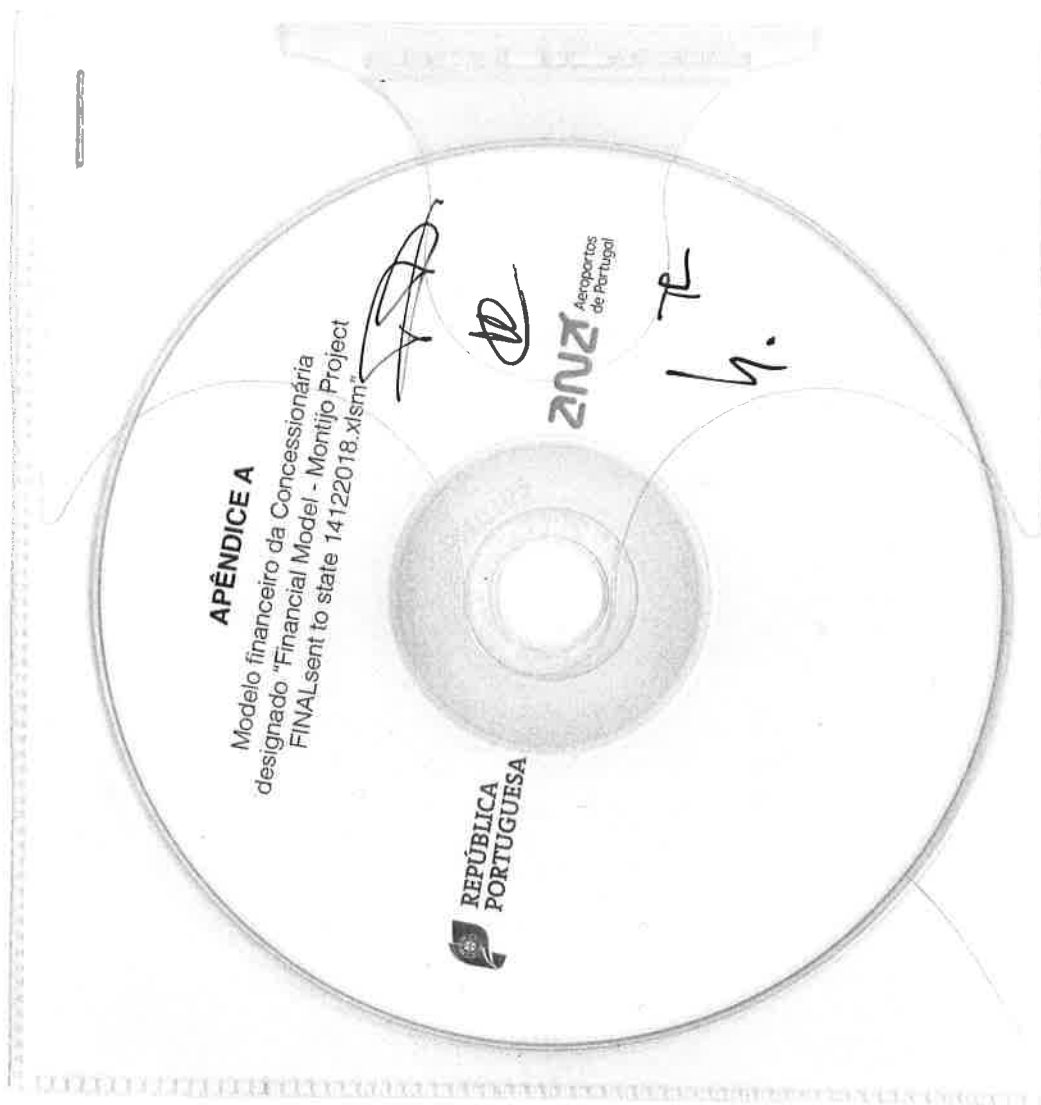 APÊNDICE A
Modelo financeiro da Concessionária
designado "Financial Model - Montijo Project
FINALsent to state 14122018.xlsm"
REPÚBLICA
PORTUGUESA
ANA Aeroportos
de Portugal